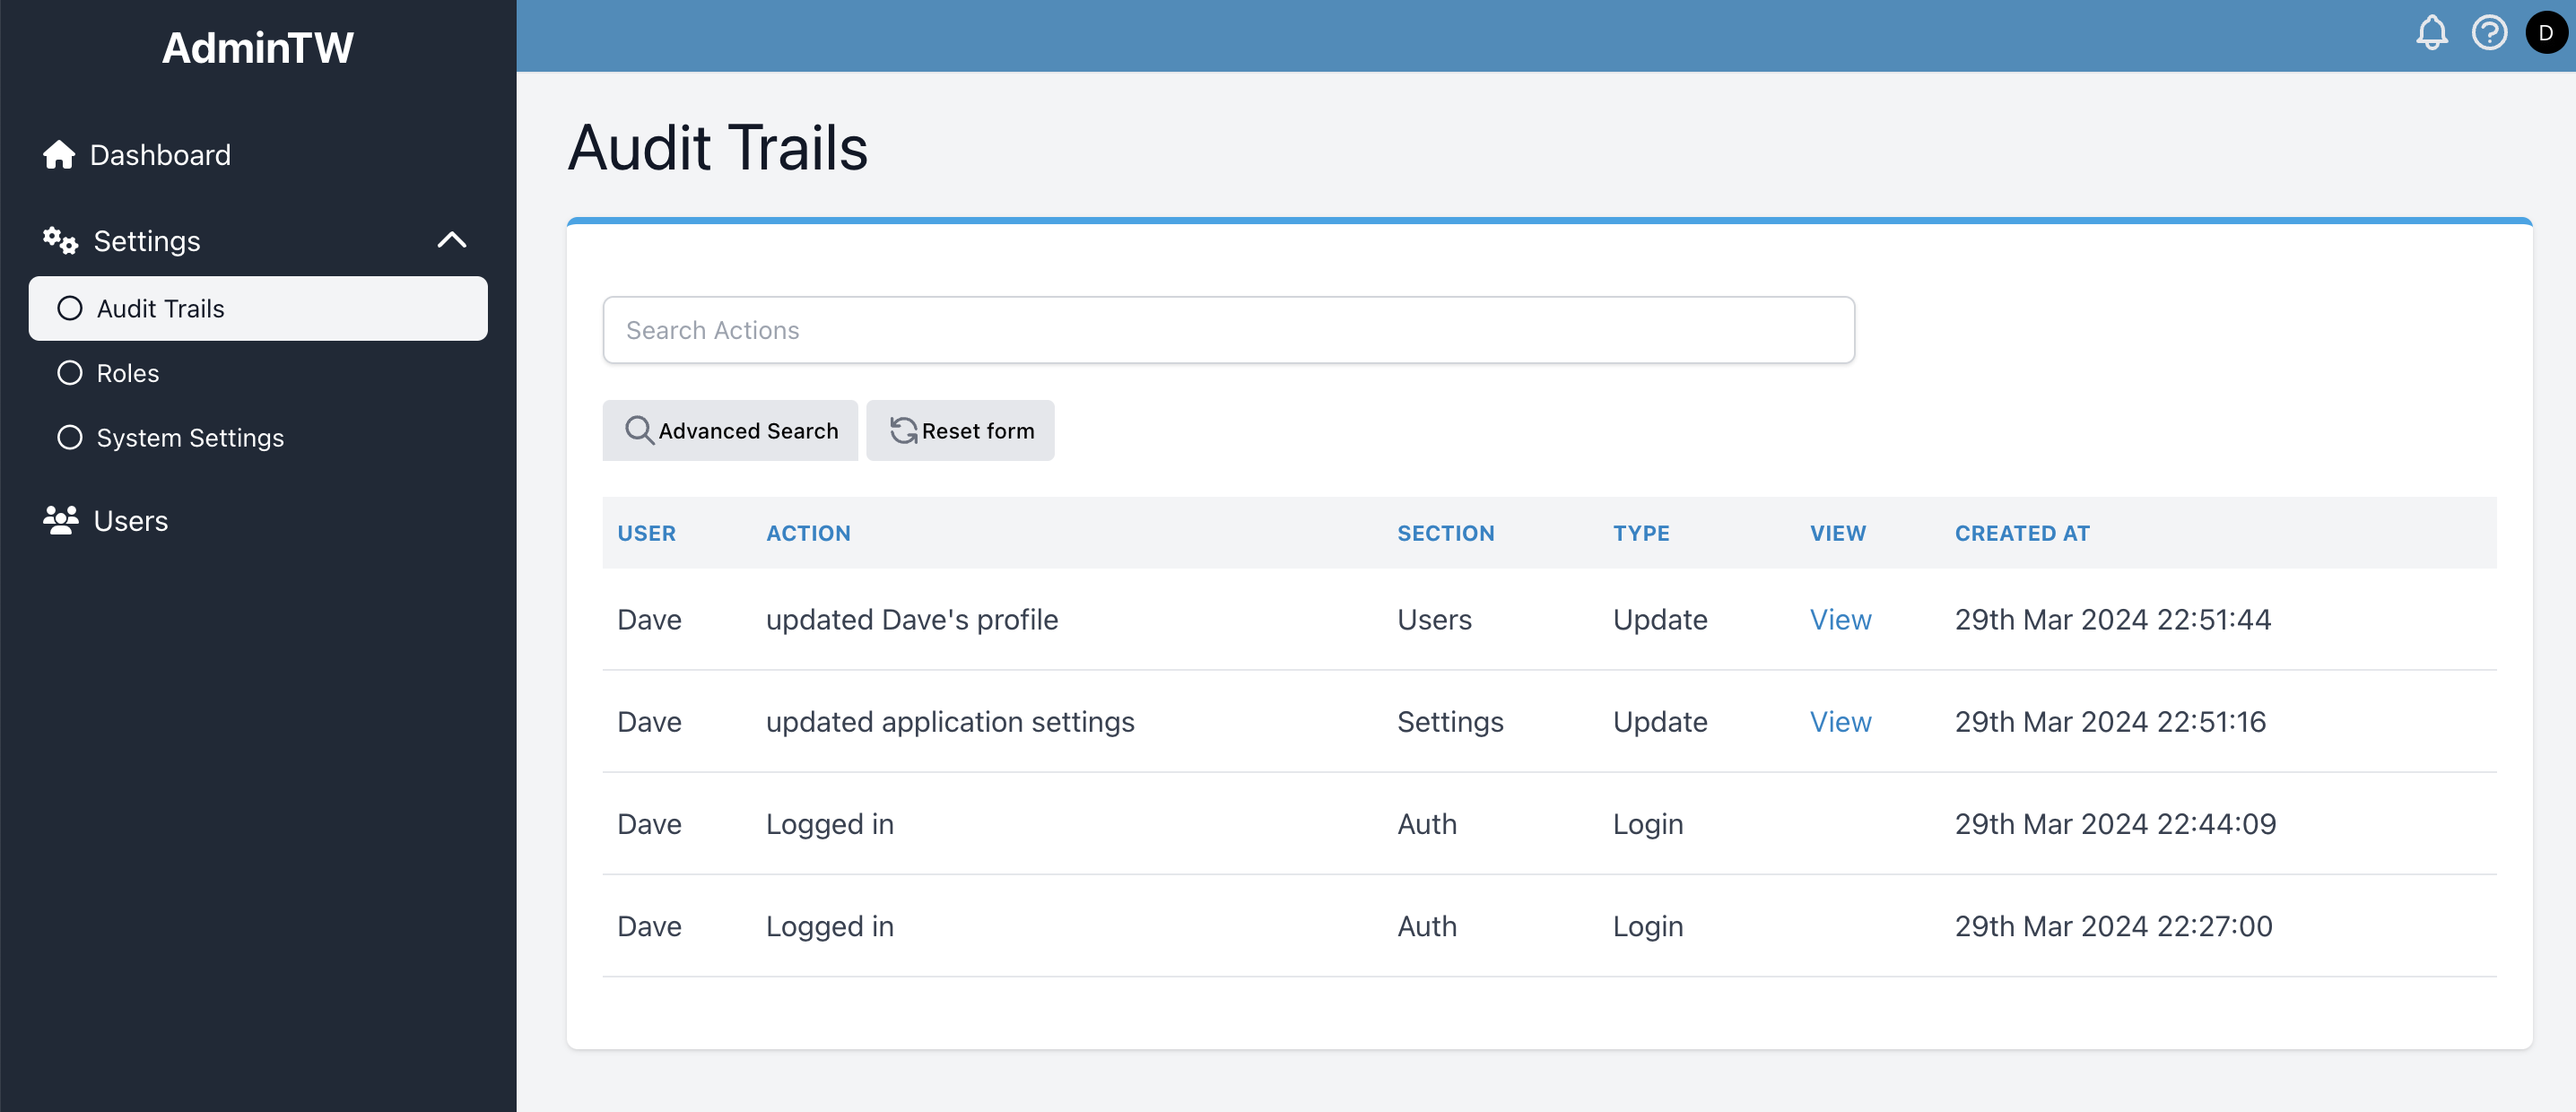 AdminTW
D
Dashboard
Settings
Audit Trails
Roles
System Settings
Users
Audit Trails
Search Actions
Advanced Search Reset form
USER ACTION SECTION TYPE VIEW CREATED AT
Dave updated Dave's profile Users Update View 29th Mar 2024 22:51:44
Dave updated application settings Settings Update View 29th Mar 2024 22:51:16
Dave Logged in Auth Login 29th Mar 2024 22:44:09
Dave Logged in Auth Login 29th Mar 2024 22:27:00